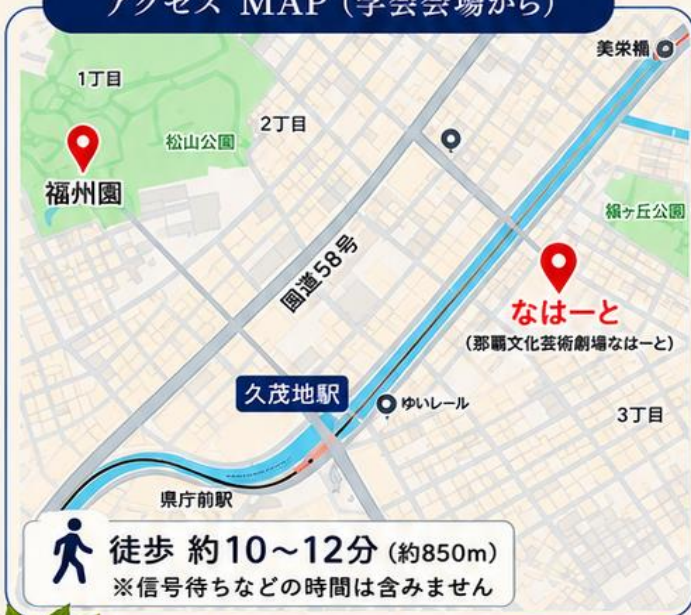 アクセス MAP (学会会場から)
美栄橋
1丁目
2丁目
松山公園
福州園
緑ヶ丘公園
国道58号
なはーと
(那覇文化芸術劇場なはーと)
久茂地駅
ゆいレール
3丁目
県庁前駅
徒歩 約10～12分 (約850m)
※信号待ちなどの時間は含みません